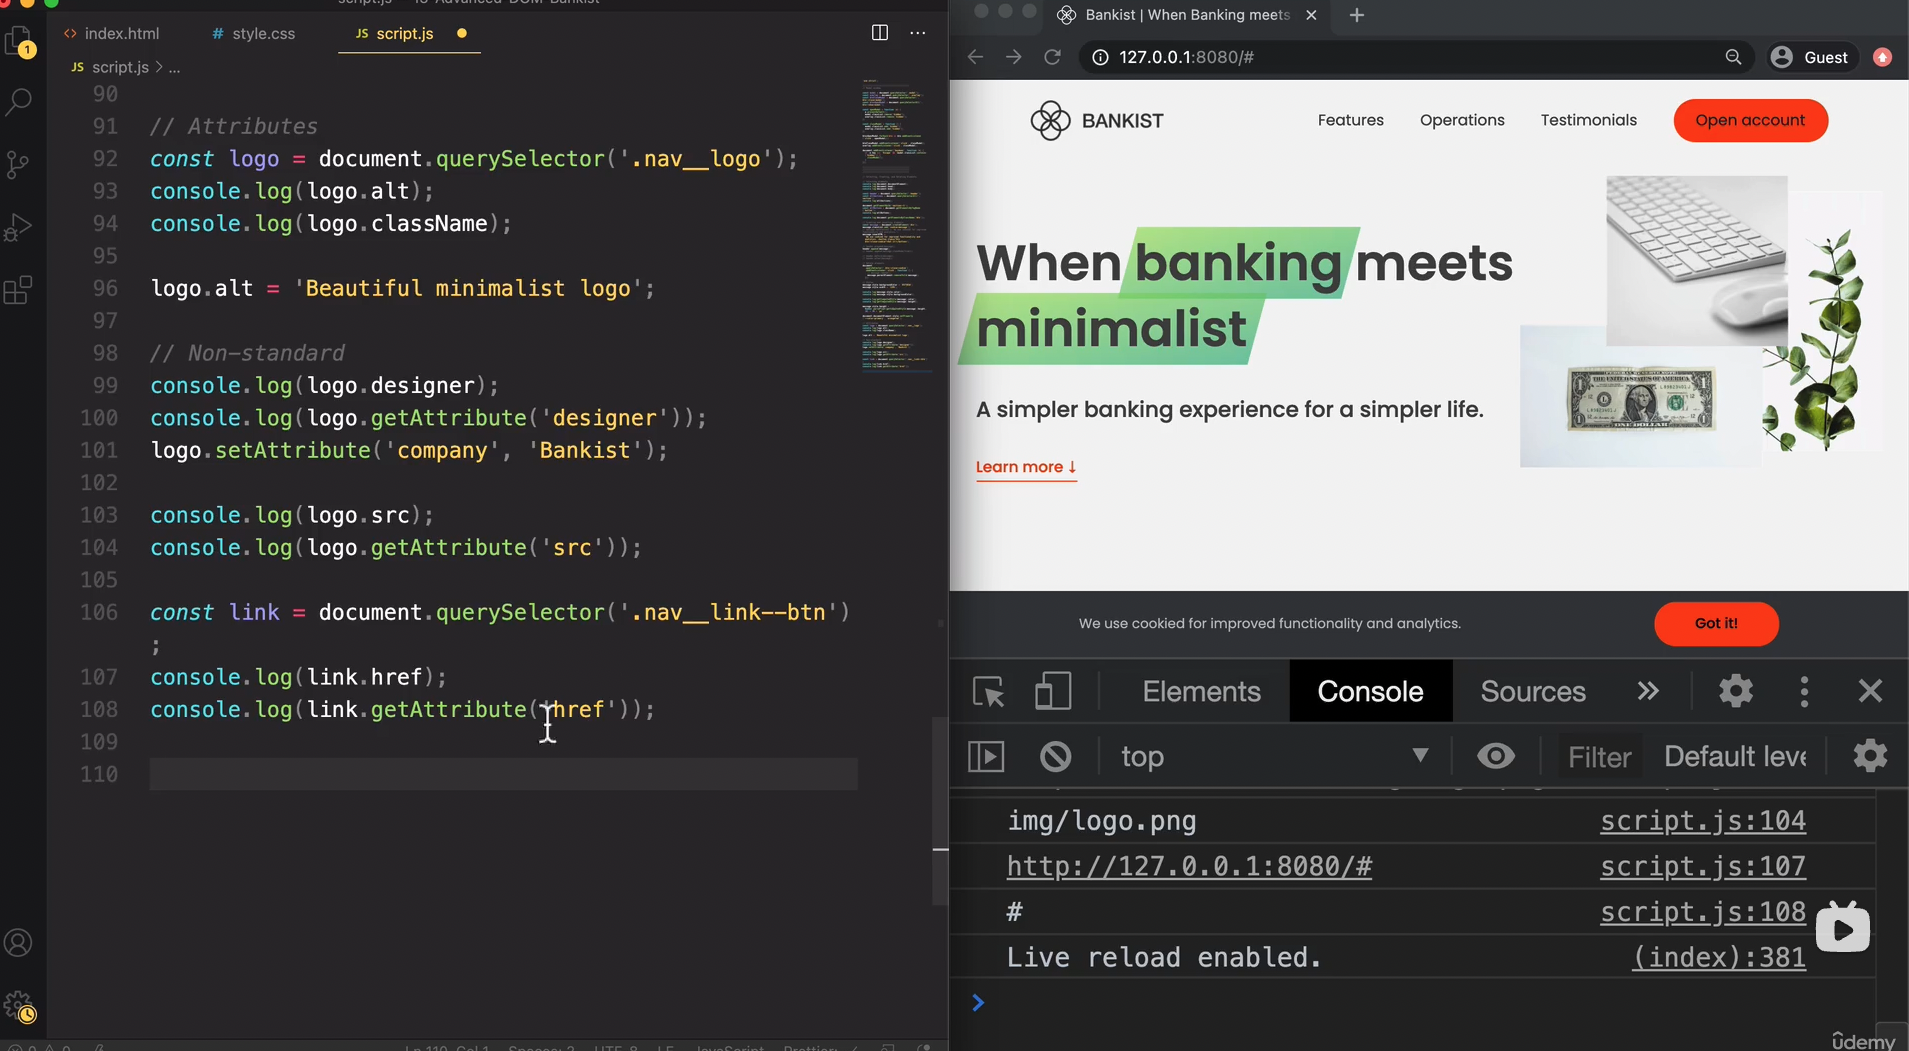 index.html
# style.css
JS script.js
1
JS script.js > ...
90
91 // Attributes
92 const logo = document.querySelector('.nav__logo');
93 console.log(logo.alt);
94 console.log(logo.className);
95
96 logo.alt = 'Beautiful minimalist logo';
97
98 // Non-standard
99 console.log(logo.designer);
100 console.log(logo.getAttribute('designer'));
101 logo.setAttribute('company', 'Bankist');
102
103 console.log(logo.src);
104 console.log(logo.getAttribute('src'));
105
106 const link = document.querySelector('.nav__link--btn')
;
107 console.log(link.href);
108 console.log(link.getAttribute('href'));
109
110
Bankist | When Banking meets
127.0.0.1:8080/#
Guest
BANKIST
Features
Operations
Testimonials
Open account
When banking meets
minimalist
A simpler banking experience for a simpler life.
Learn more ↓
We use cookied for improved functionality and analytics.
Got it!
Elements
Console
Sources
»
top
Filter
Default leve
img/logo.png script.js:104
http://127.0.0.1:8080/# script.js:107
# script.js:108
Live reload enabled. (index):381
>
ûdemy